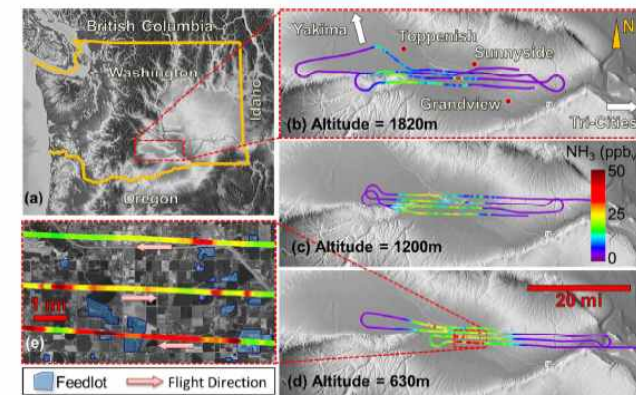 British Columbia
Washington
Idaho
Oregon
(a)
Yakima
Toppenish
Sunnyside
Grandview
N
Tri-Cities
(b) Altitude = 1820m
NH₃ (ppbᵥ)
50
25
0
(c) Altitude = 1200m
20 mi
(d) Altitude = 630m
1 mi
(e)
Feedlot
Flight Direction